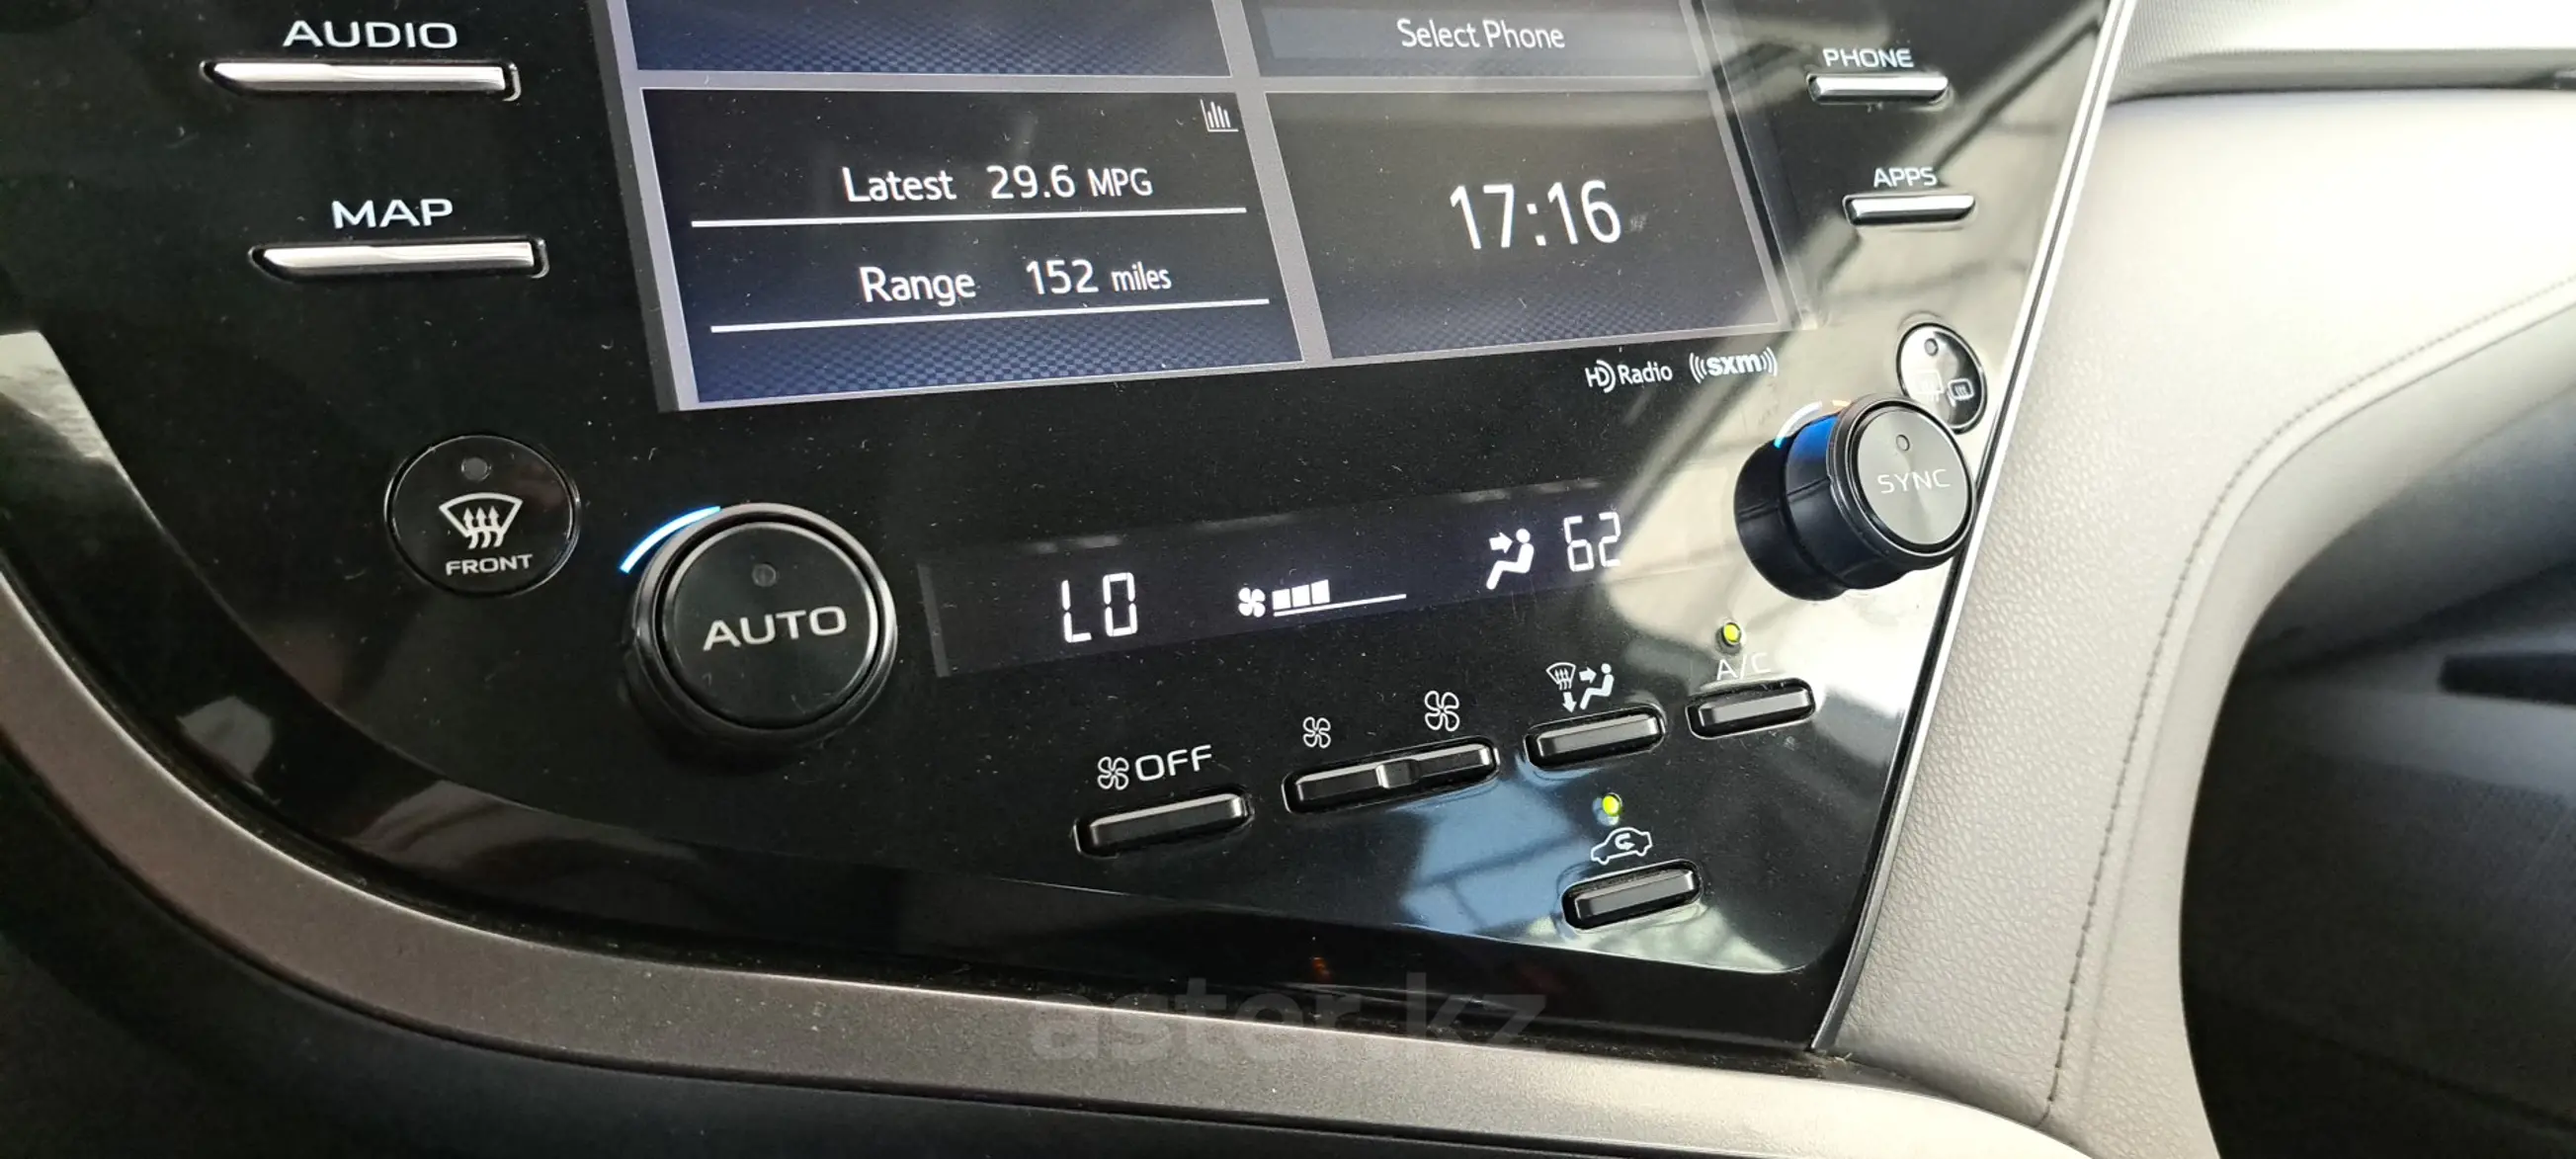 AUDIO
Select Phone
PHONE
MAP
Latest 29.6 MPG
17:16
APPS
Range 152 miles
HD Radio ((sxm))
FRONT
AUTO
LO
62
SYNC
A/C
OFF
aster.kz